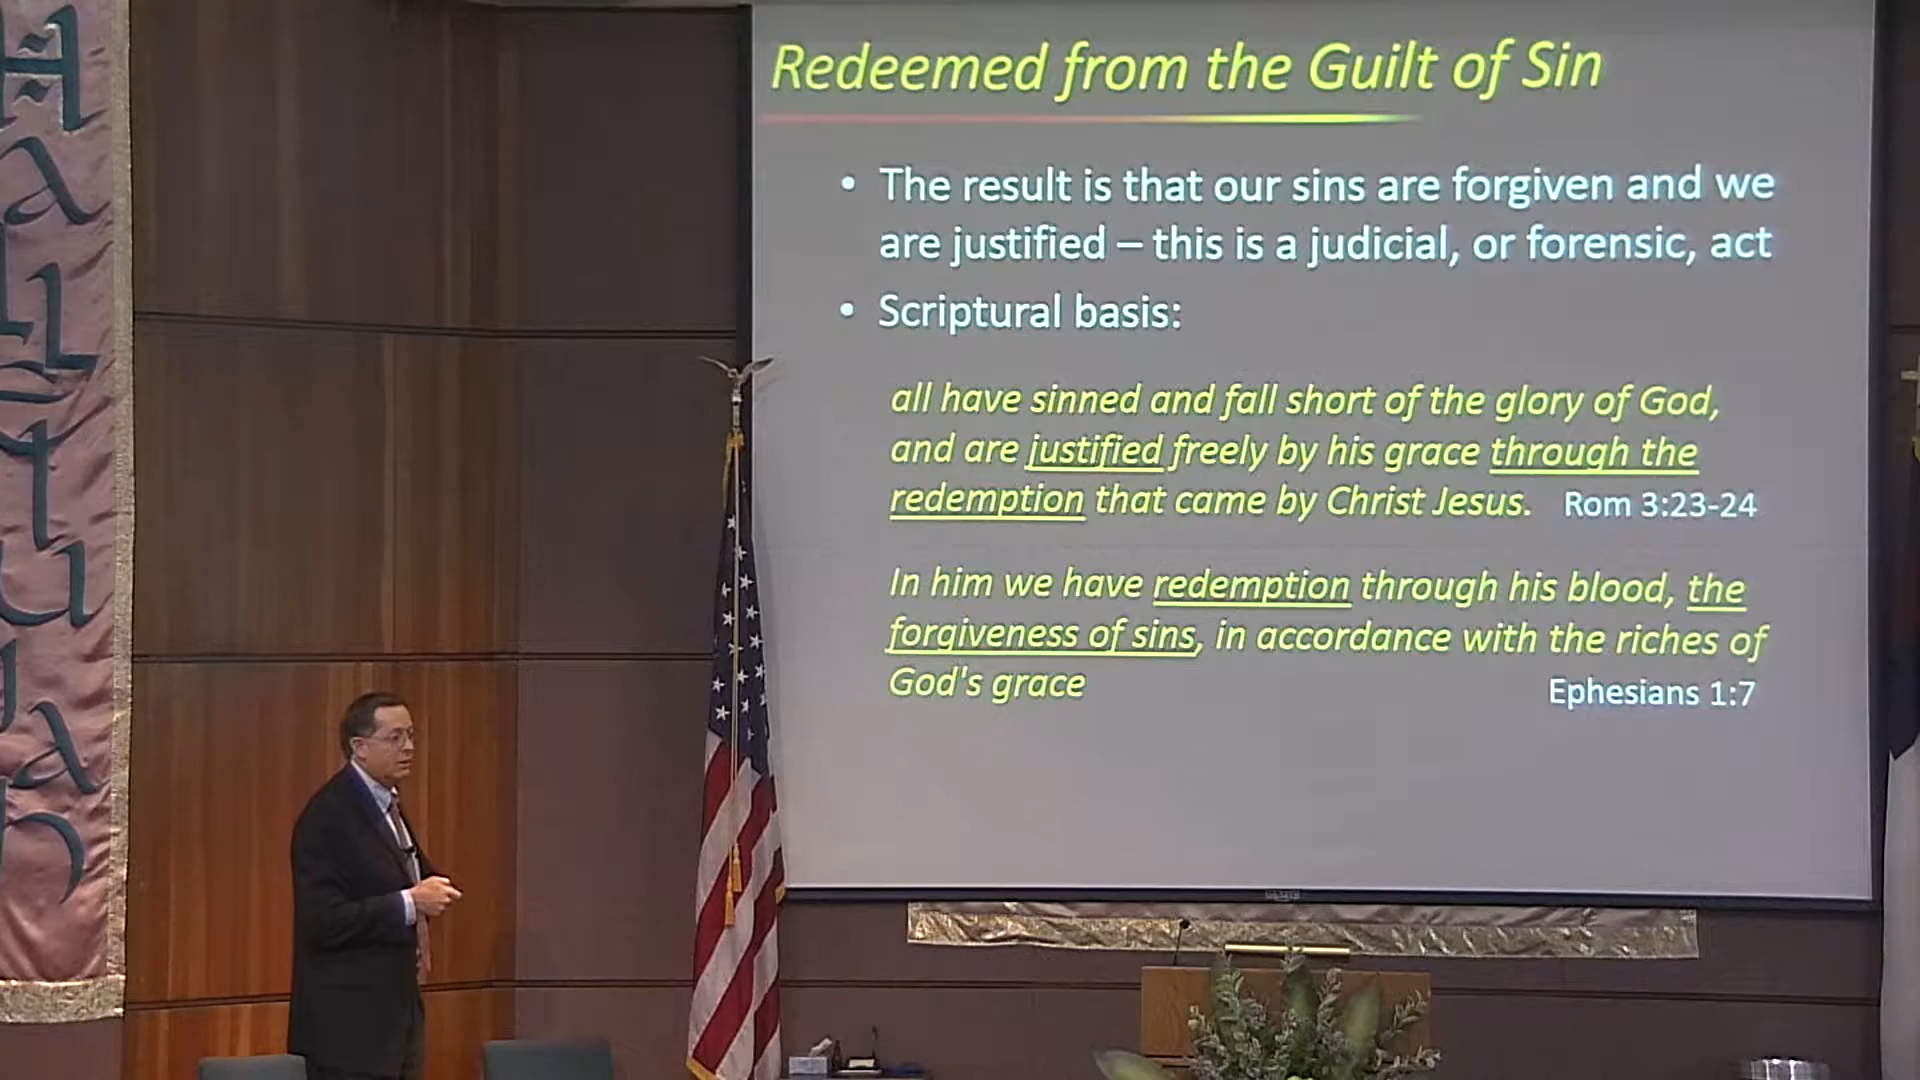 Hallelujah
Redeemed from the Guilt of Sin
• The result is that our sins are forgiven and we
are justified – this is a judicial, or forensic, act
• Scriptural basis:
all have sinned and fall short of the glory of God,
and are justified freely by his grace through the
redemption that came by Christ Jesus. Rom 3:23-24
In him we have redemption through his blood, the
forgiveness of sins, in accordance with the riches of
God's grace Ephesians 1:7